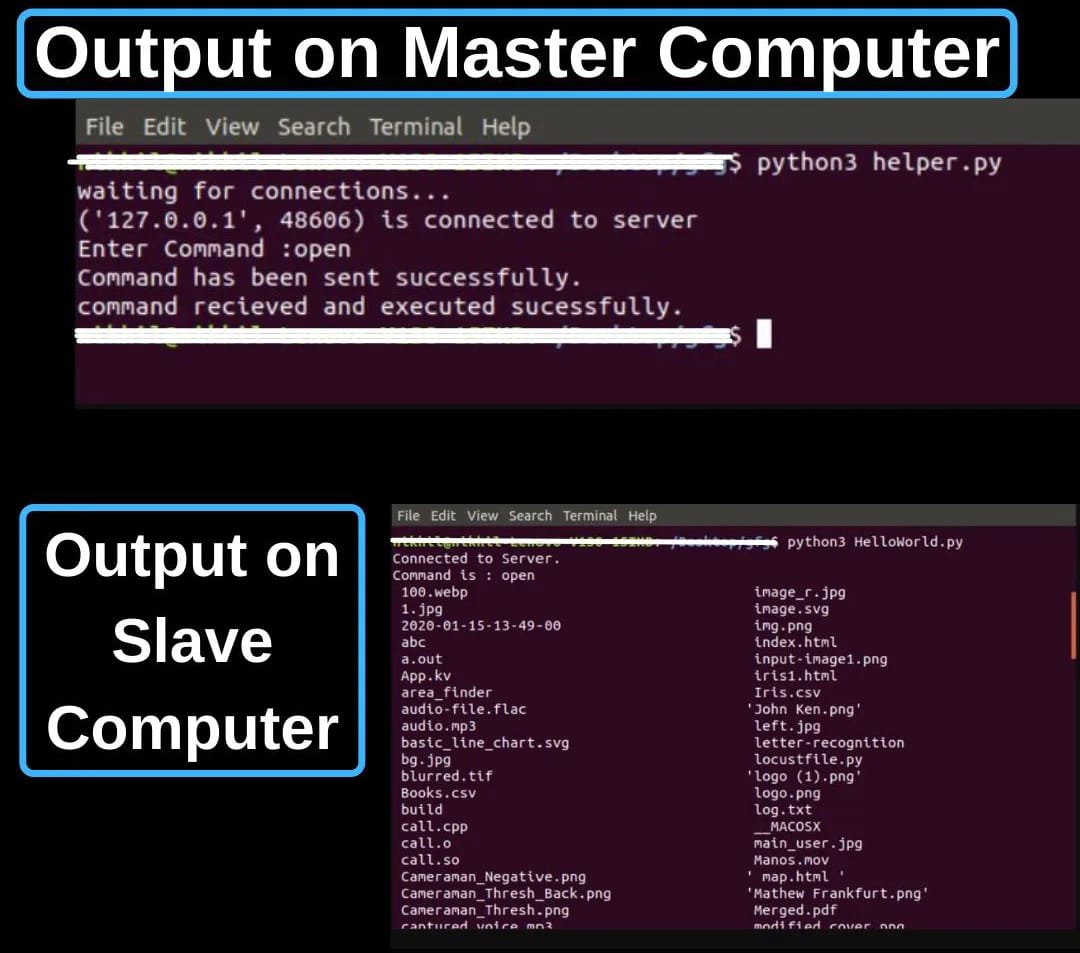 Output on Master Computer
File Edit View Search Terminal Help
$ python3 helper.py
waiting for connections...
('127.0.0.1', 48606) is connected to server
Enter Command :open
Command has been sent successfully.
command recieved and executed sucessfully.
$
Output on
Slave
Computer
File Edit View Search Terminal Help
$ python3 HelloWorld.py
Connected to Server.
Command is : open
100.webp image_r.jpg
1.jpg image.svg
2020-01-15-13-49-00 img.png
abc index.html
a.out input-image1.png
App.kv iris1.html
area_finder Iris.csv
audio-file.flac 'John Ken.png'
audio.mp3 left.jpg
basic_line_chart.svg letter-recognition
bg.jpg locustfile.py
blurred.tif 'logo (1).png'
Books.csv logo.png
build log.txt
call.cpp __MACOSX
call.o main_user.jpg
call.so Manos.mov
Cameraman_Negative.png ' map.html '
Cameraman_Thresh_Back.png 'Mathew Frankfurt.png'
Cameraman_Thresh.png Merged.pdf
captured voice.mp3 modified cover.png